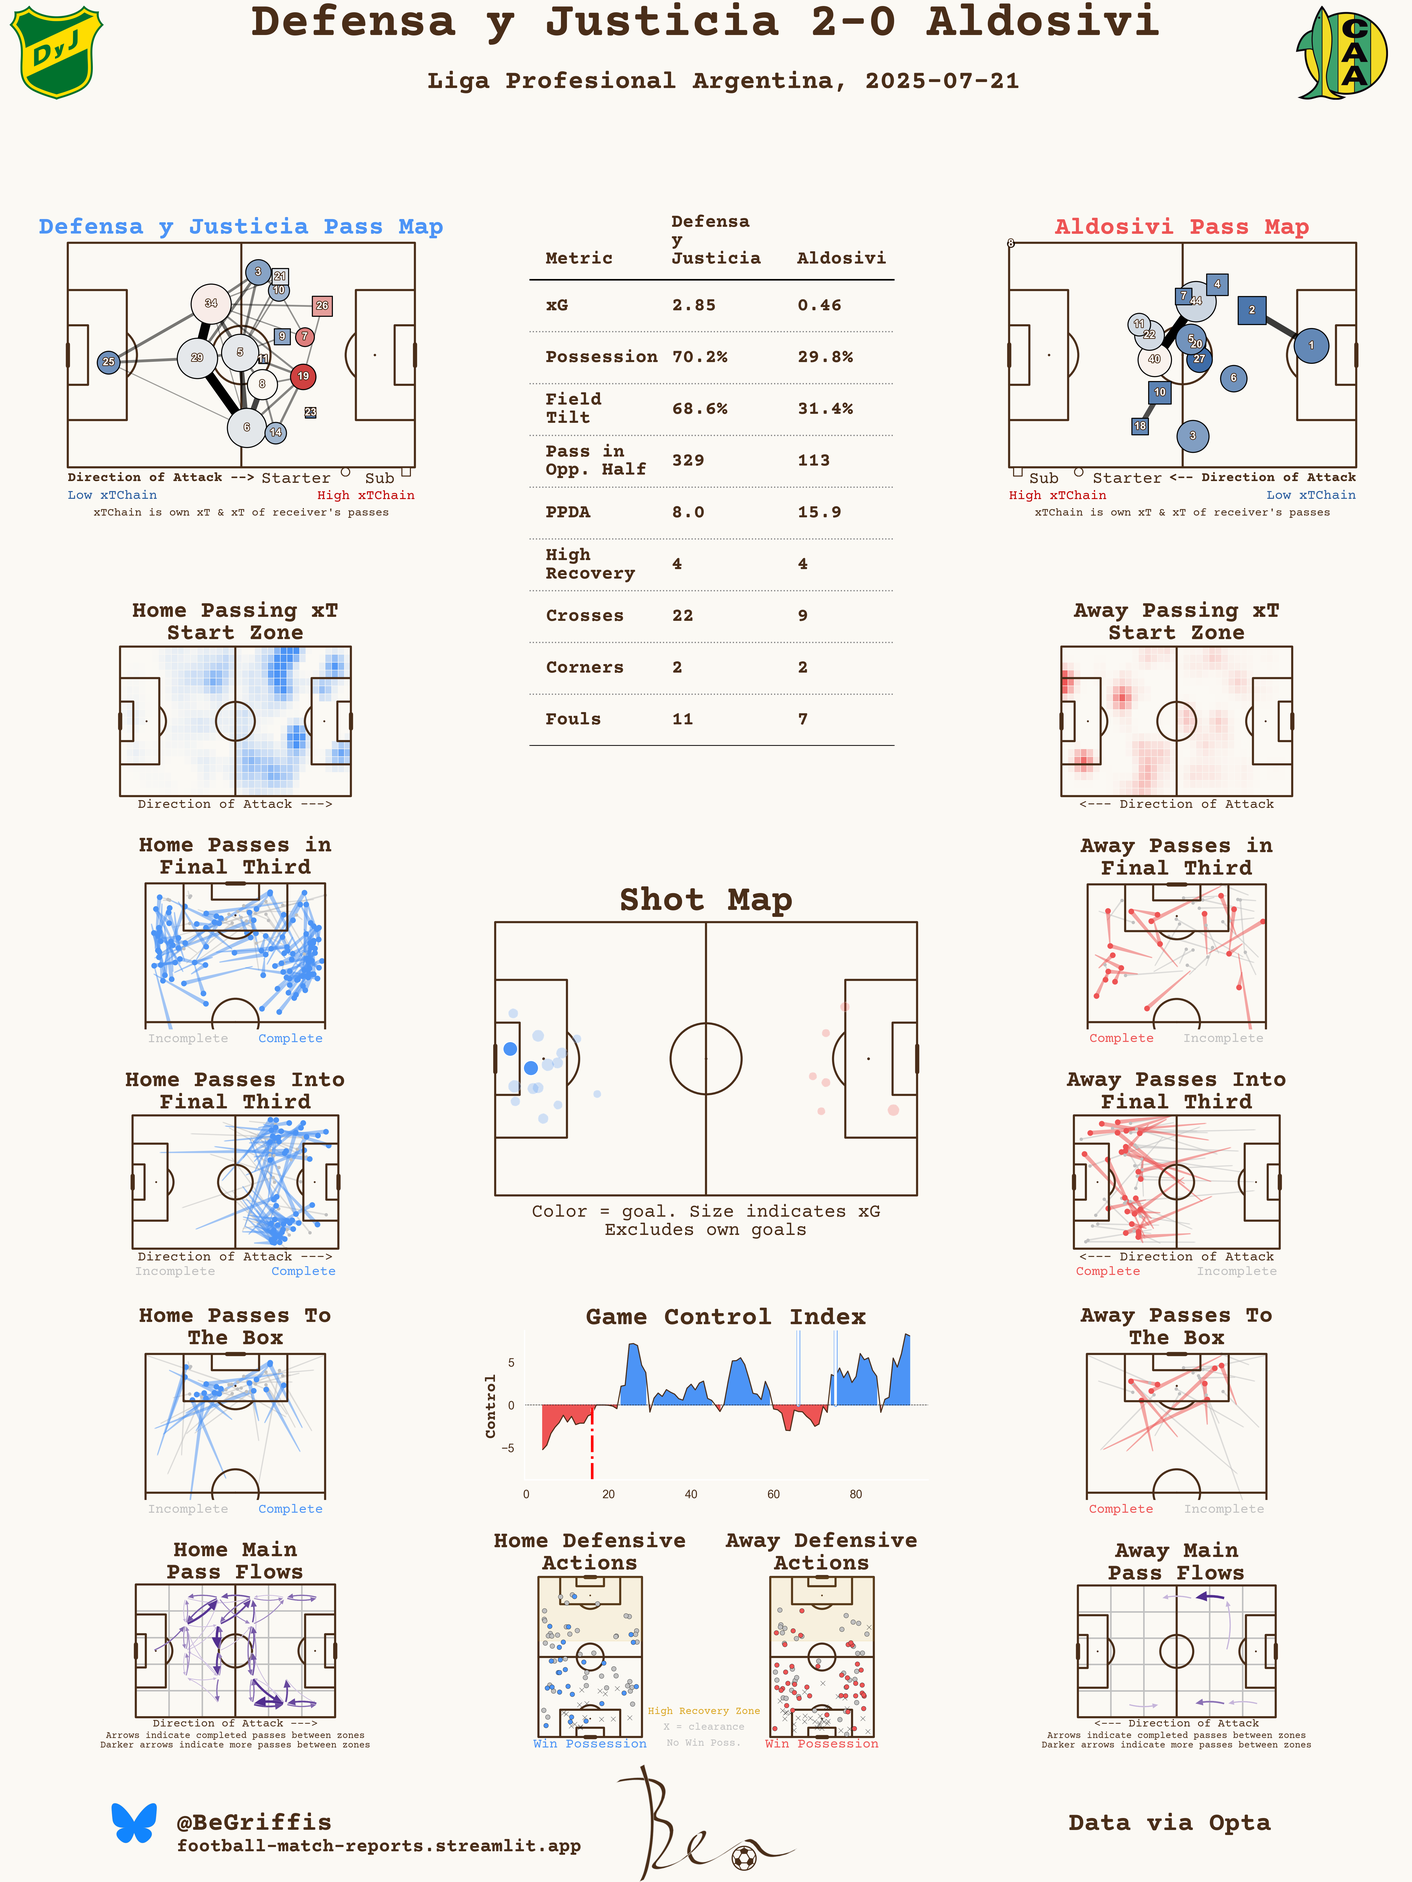 Defensa y Justicia 2-0 Aldosivi
Liga Profesional Argentina, 2025-07-21
DyJ
CAA
Defensa y Justicia Pass Map
25
34
29
3
21
10
26
9
7
5
11
8
19
6
14
23
Direction of Attack --> Starter Sub
Low xTChain High xTChain
xTChain is own xT & xT of receiver's passes
Metric Defensa y Justicia Aldosivi
xG 2.85 0.46
Possession 70.2% 29.8%
Field Tilt 68.6% 31.4%
Pass in Opp. Half 329 113
PPDA 8.0 15.9
High Recovery 4 4
Crosses 22 9
Corners 2 2
Fouls 11 7
Aldosivi Pass Map
8
7
44
4
2
11
22
5
20
40
27
1
6
10
18
3
Sub Starter <-- Direction of Attack
High xTChain Low xTChain
xTChain is own xT & xT of receiver's passes
Home Passing xT
Start Zone
Direction of Attack --->
Away Passing xT
Start Zone
<--- Direction of Attack
Home Passes in
Final Third
Incomplete Complete
Away Passes in
Final Third
Complete Incomplete
Shot Map
Color = goal. Size indicates xG
Excludes own goals
Home Passes Into
Final Third
Direction of Attack --->
Incomplete Complete
Away Passes Into
Final Third
<--- Direction of Attack
Complete Incomplete
Home Passes To
The Box
Incomplete Complete
Game Control Index
Control
5
0
−5
0 20 40 60 80
Away Passes To
The Box
Complete Incomplete
Home Main
Pass Flows
Direction of Attack --->
Arrows indicate completed passes between zones
Darker arrows indicate more passes between zones
Home Defensive
Actions
Win Possession
High Recovery Zone
X = clearance
No Win Poss.
Away Defensive
Actions
Win Possession
Away Main
Pass Flows
<--- Direction of Attack
Arrows indicate completed passes between zones
Darker arrows indicate more passes between zones
@BeGriffis
football-match-reports.streamlit.app
Ben
Data via Opta